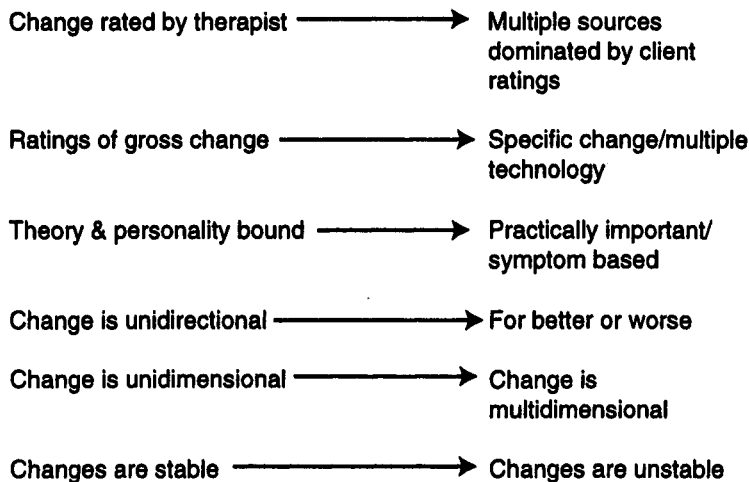 Change rated by therapist
Multiple sources
dominated by client
ratings
Ratings of gross change
Specific change/multiple
technology
Theory & personality bound
Practically important/
symptom based
Change is unidirectional
For better or worse
Change is unidimensional
Change is
multidimensional
Changes are stable
Changes are unstable